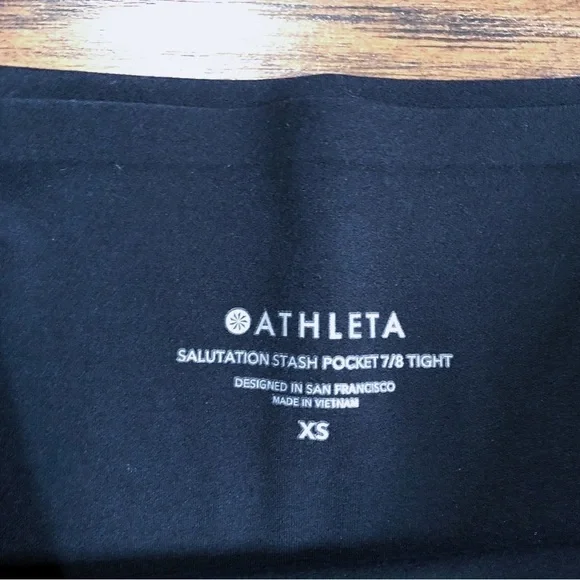 ATHLETA
SALUTATION STASH POCKET 7/8 TIGHT
DESIGNED IN SAN FRANCISCO
MADE IN VIETNAM
XS